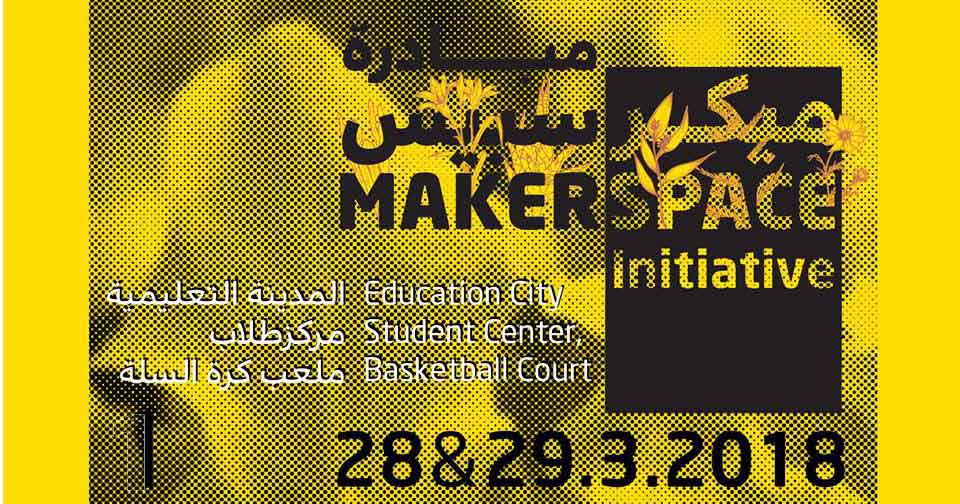 مبادرة
ميكر سبيس
MAKERSPACE
Initiative
المدينة التعليمية
مركزطلاب
ملعب كرة السلة
Education City
Student Center,
Basketball Court
28&29.3.2018